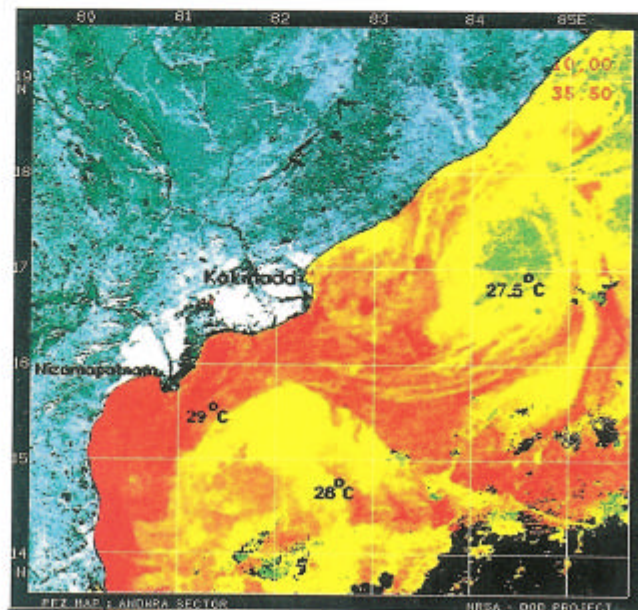 80 81 82 83 84 85E
19
N
20.00
35.50
18
17
Kakinada
27.5°C
16
Nizamapatnam
29°C
15
28°C
14
N
PFZ MAP : ANDHRA SECTOR NRSA DOD PROJECT